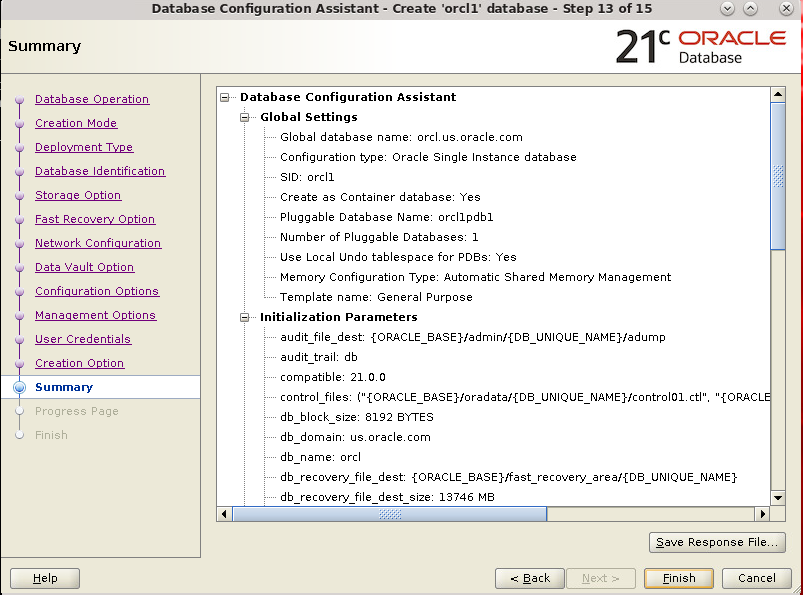 Database Configuration Assistant - Create 'orcl1' database - Step 13 of 15
Summary
21c ORACLE
Database
Database Operation
Creation Mode
Deployment Type
Database Identification
Storage Option
Fast Recovery Option
Network Configuration
Data Vault Option
Configuration Options
Management Options
User Credentials
Creation Option
Summary
Progress Page
Finish
Database Configuration Assistant
Global Settings
Global database name: orcl.us.oracle.com
Configuration type: Oracle Single Instance database
SID: orcl1
Create as Container database: Yes
Pluggable Database Name: orcl1pdb1
Number of Pluggable Databases: 1
Use Local Undo tablespace for PDBs: Yes
Memory Configuration Type: Automatic Shared Memory Management
Template name: General Purpose
Initialization Parameters
audit_file_dest: {ORACLE_BASE}/admin/{DB_UNIQUE_NAME}/adump
audit_trail: db
compatible: 21.0.0
control_files: ("{ORACLE_BASE}/oradata/{DB_UNIQUE_NAME}/control01.ctl", "{ORACLE
db_block_size: 8192 BYTES
db_domain: us.oracle.com
db_name: orcl
db_recovery_file_dest: {ORACLE_BASE}/fast_recovery_area/{DB_UNIQUE_NAME}
db_recovery_file_dest_size: 13746 MB
Save Response File...
Help
< Back
Next >
Finish
Cancel